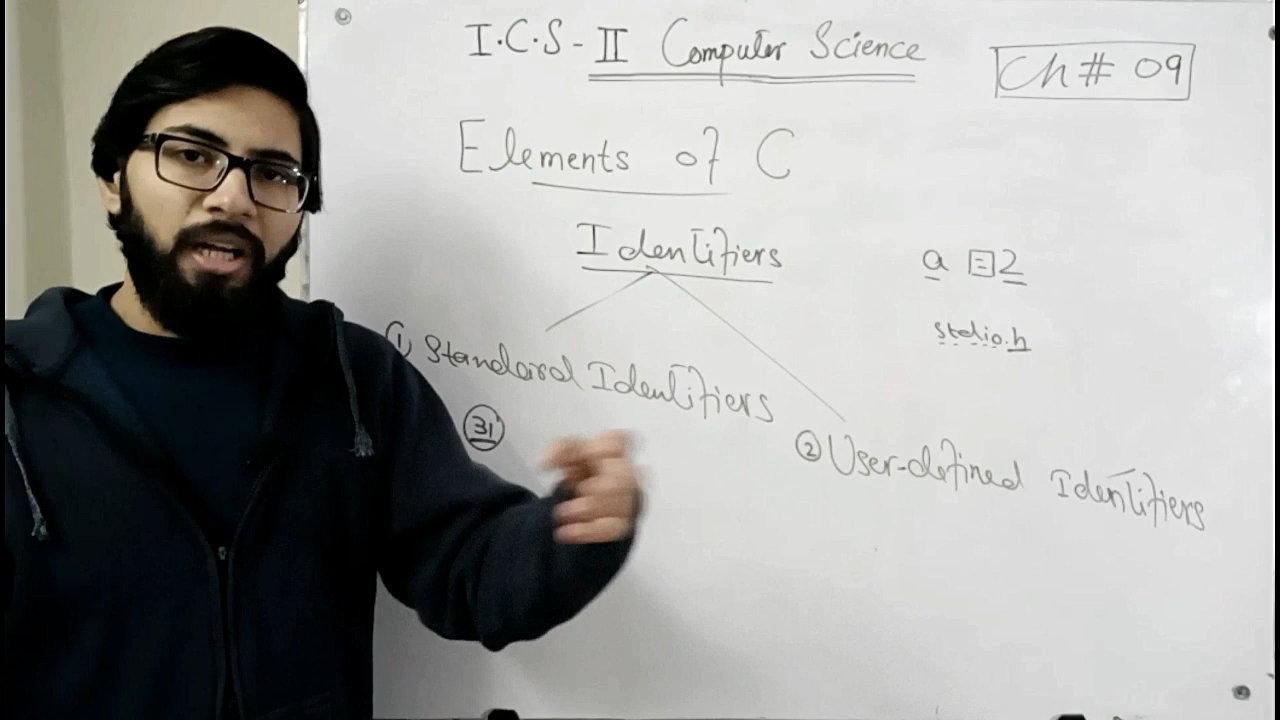 I.C.S-II Computer Science
Ch# 09
Elements of C
Identifiers
a = 2
stdio.h
① Standard Identifiers
31
② User-defined Identifiers